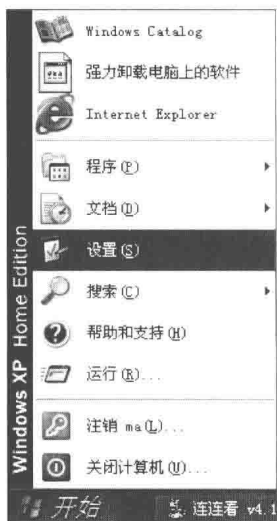 Windows Catalog
强力卸载电脑上的软件
Internet Explorer
程序(P)
文档(D)
设置(S)
搜索(C)
帮助和支持(H)
运行(R)...
注销 ma(L)...
关闭计算机(U)...
Windows XP Home Edition
开始
连连看 v4.